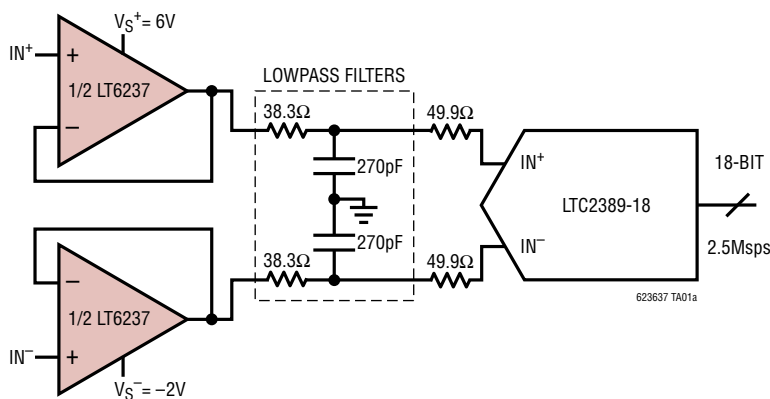 V_S⁺ = 6V
IN⁺
+
1/2 LT6237
–
LOWPASS FILTERS
38.3Ω
49.9Ω
270pF
270pF
38.3Ω
49.9Ω
IN⁺
LTC2389-18
IN⁻
18-BIT
2.5Msps
623637 TA01a
–
1/2 LT6237
+
IN⁻
V_S⁻ = –2V